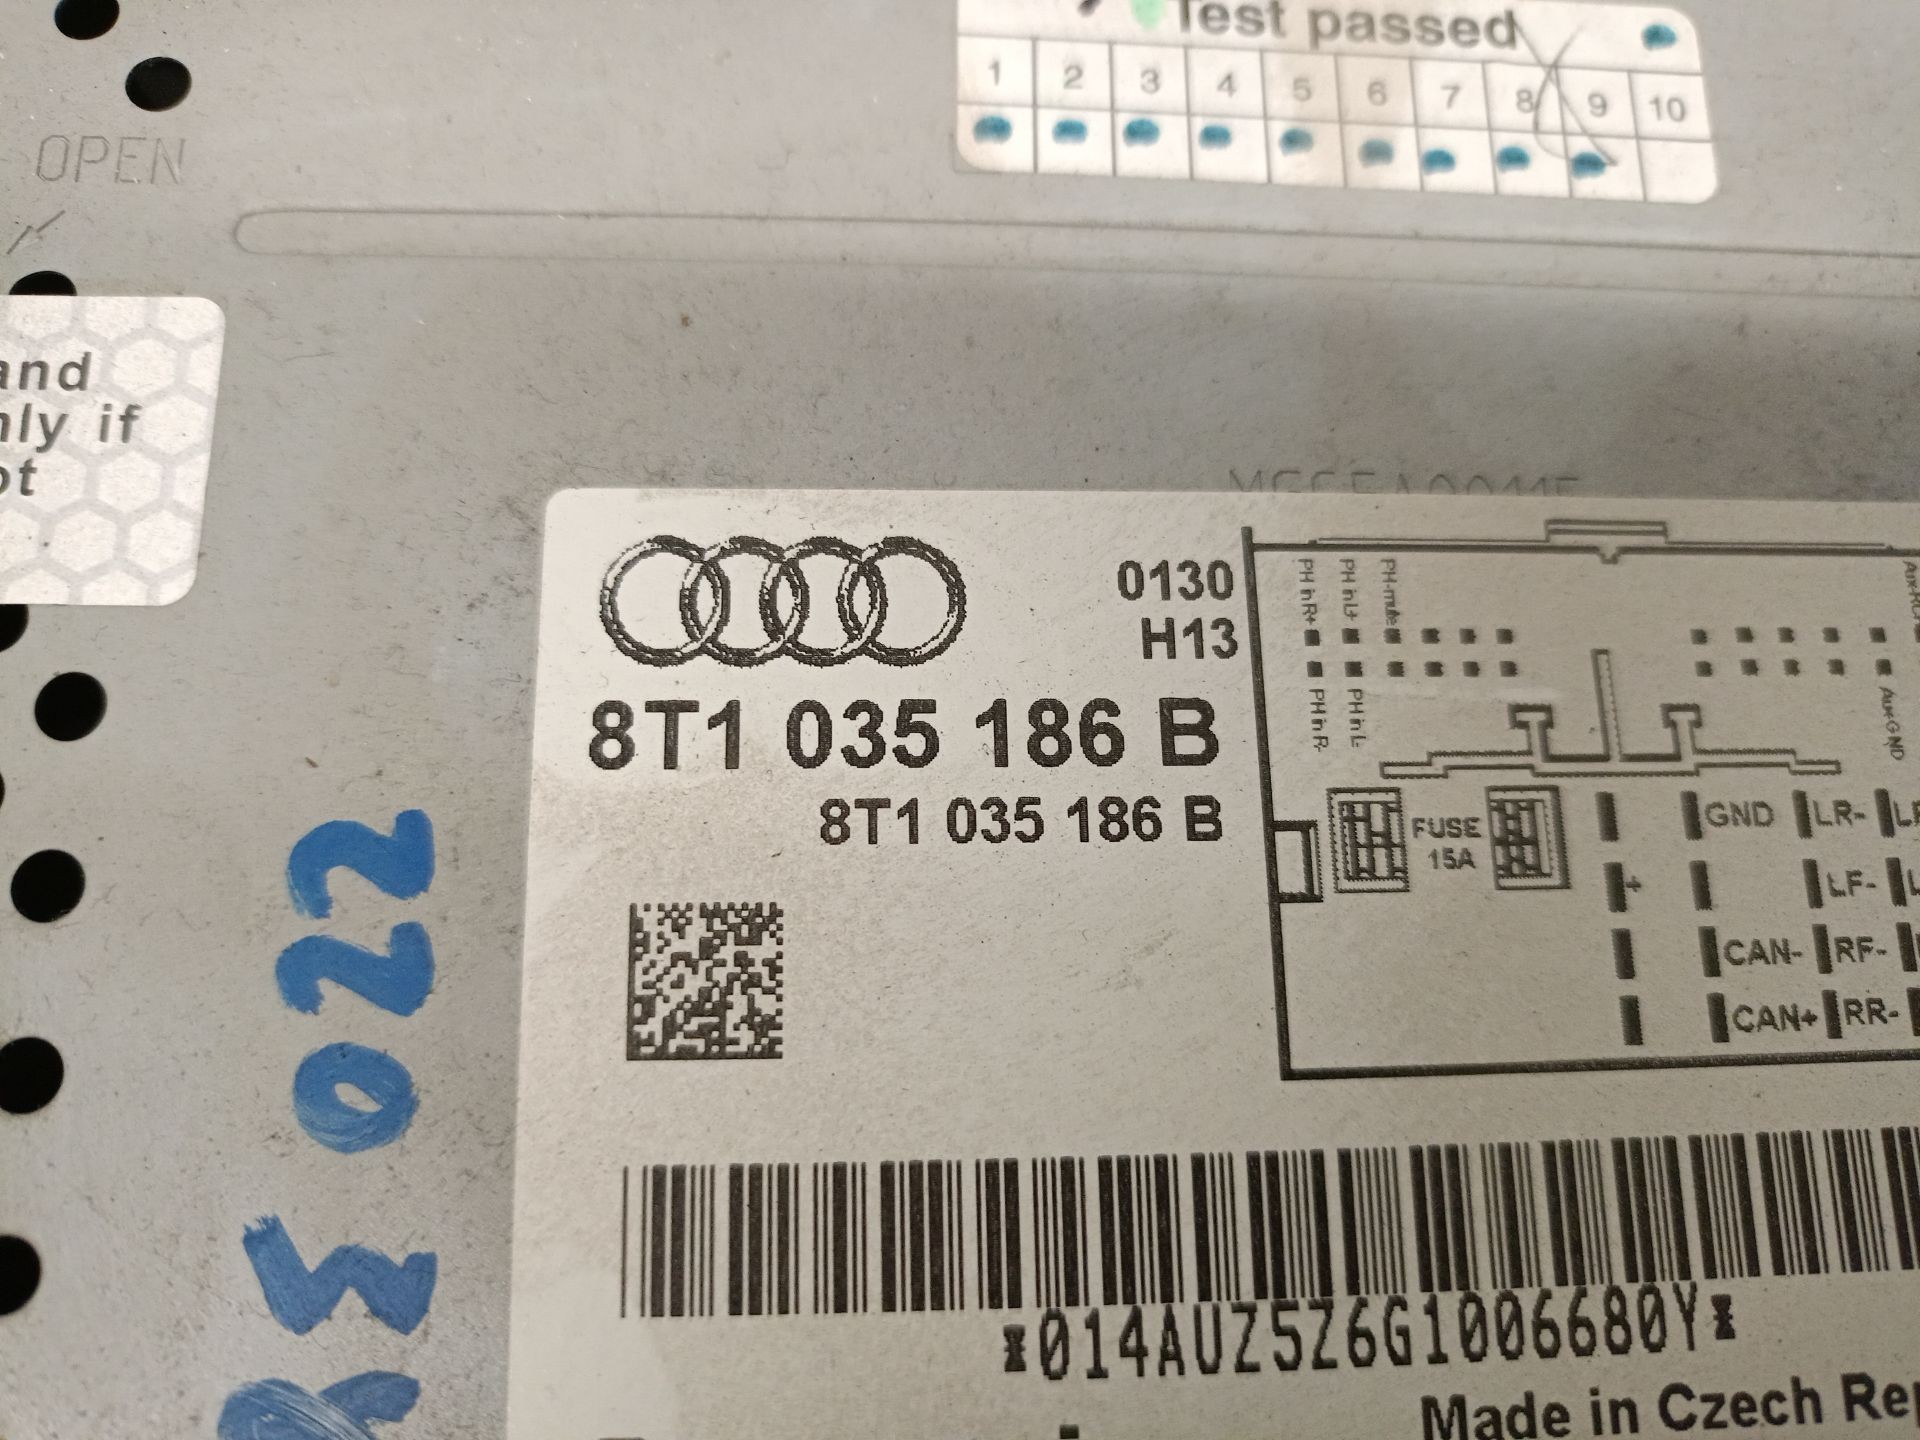 Test passed
1 2 3 4 5 6 7 8 9 10
OPEN
and
nly if
ot
0130
H13
8T1 035 186 B
8T1 035 186 B
PH in R+
PH in L+
PH-mute
PH in R-
PH in L-
Aux-GND
FUSE
15A
GND
LR-
+
LF-
CAN-
RF-
CAN+
RR-
*014AUZ5Z6G1006680Y*
Made in Czech Rep
022